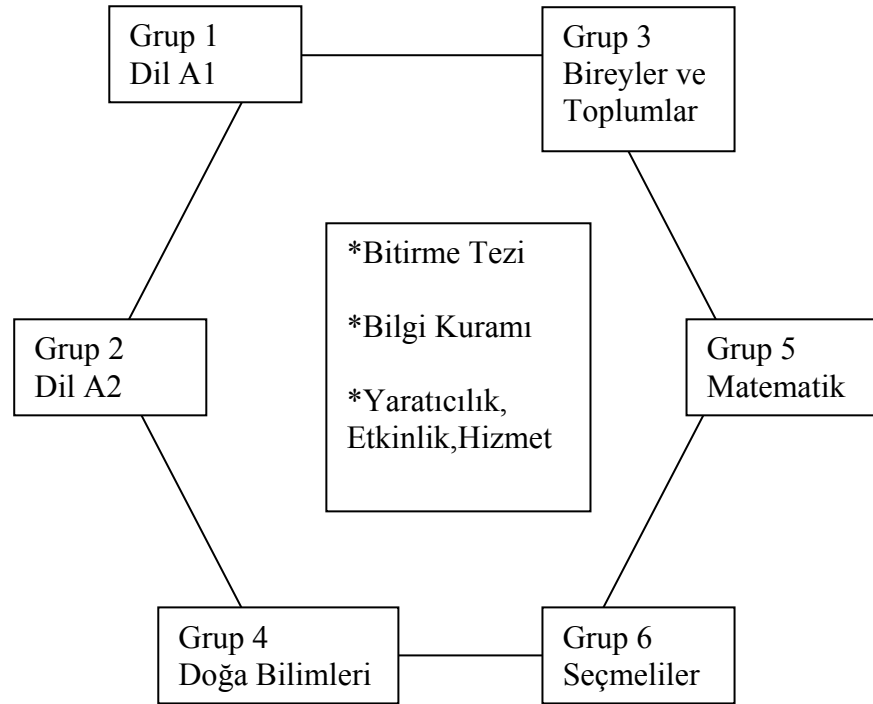 Grup 1
Dil A1
Grup 3
Bireyler ve
Toplumlar
*Bitirme Tezi
*Bilgi Kuramı
*Yaratıcılık,
Etkinlik,Hizmet
Grup 2
Dil A2
Grup 5
Matematik
Grup 4
Doğa Bilimleri
Grup 6
Seçmeliler